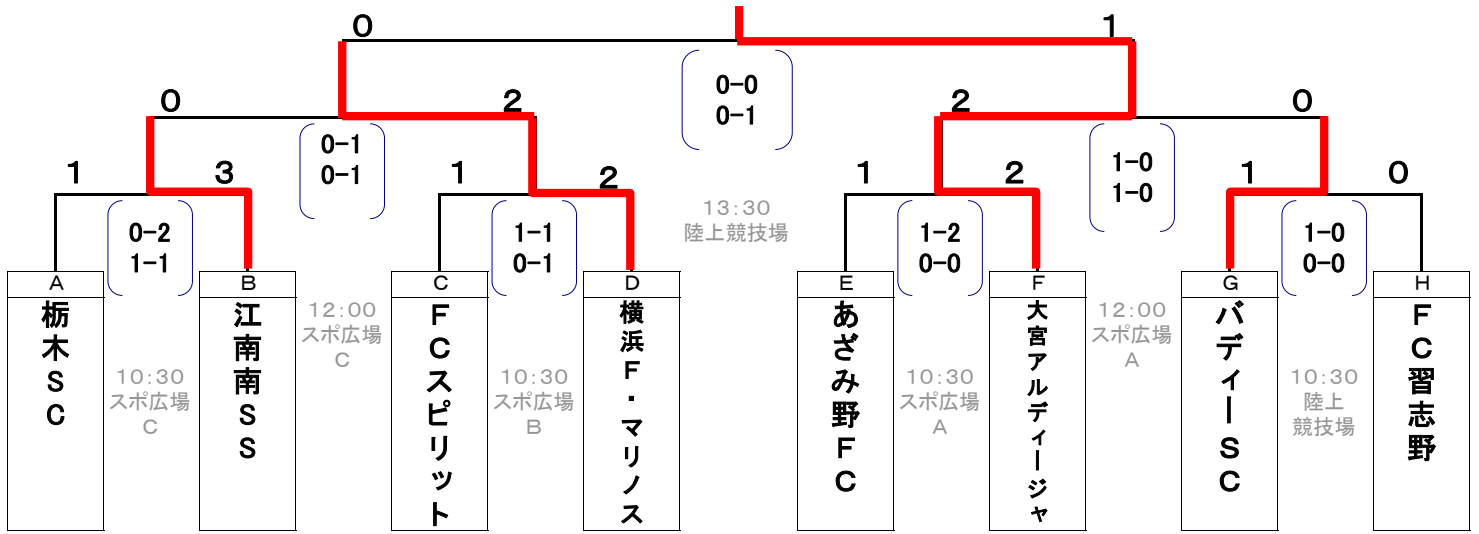 0
1
0-0
0-1
0
2
2
0
0-1
0-1
1-0
1-0
1
3
1
2
1
2
1
0
13:30
陸上競技場
0-2
1-1
1-1
0-1
1-2
0-0
1-0
0-0
A
B
C
D
E
F
G
H
栃木SC
江南南SS
FCスピリット
横浜F・マリノス
あざみ野FC
大宮アルディージャ
バディーSC
FC習志野
12:00
スポ広場
C
12:00
スポ広場
A
10:30
スポ広場
C
10:30
スポ広場
B
10:30
スポ広場
A
10:30
陸上
競技場